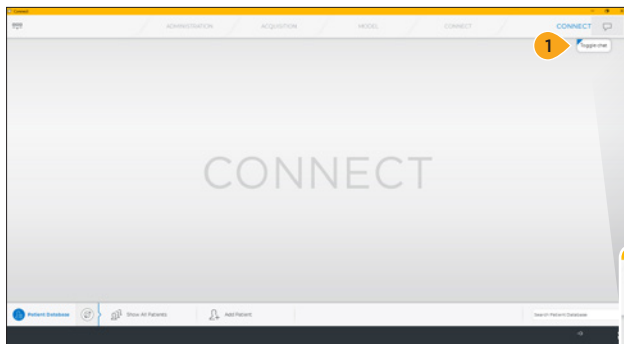 Connect
ADMINISTRATION ACQUISITION MODEL CONNECT CONNECT
1 Toggle chat
CONNECT
Patient Database Show All Patients Add Patient Search Patient Database